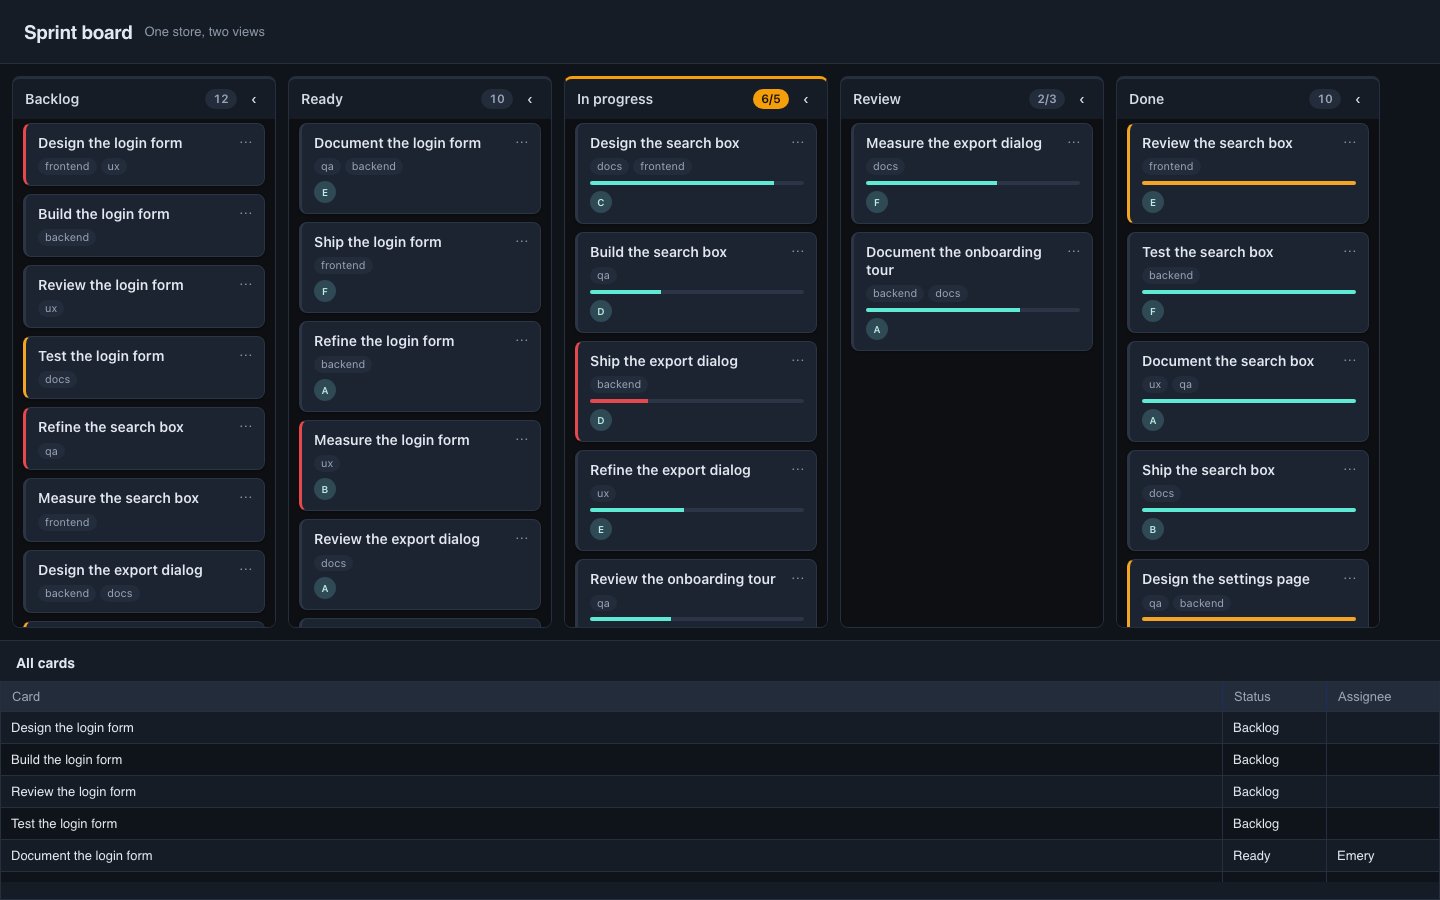 Sprint board One store, two views
Backlog 12 ‹
Design the login form ...
frontend ux
Build the login form ...
backend
Review the login form ...
ux
Test the login form ...
docs
Refine the search box ...
qa
Measure the search box ...
frontend
Design the export dialog ...
backend docs
Ready 10 ‹
Document the login form ...
qa backend
E
Ship the login form ...
frontend
F
Refine the login form ...
backend
A
Measure the login form ...
ux
B
Review the export dialog ...
docs
A
In progress 6/5 ‹
Design the search box ...
docs frontend
C
Build the search box ...
qa
D
Ship the export dialog ...
backend
D
Refine the export dialog ...
ux
E
Review the onboarding tour ...
qa
Review 2/3 ‹
Measure the export dialog ...
docs
F
Document the onboarding ...
tour
backend docs
A
Done 10 ‹
Review the search box ...
frontend
E
Test the search box ...
backend
F
Document the search box ...
ux qa
A
Ship the search box ...
docs
B
Design the settings page ...
qa backend
All cards
Card Status Assignee
Design the login form Backlog
Build the login form Backlog
Review the login form Backlog
Test the login form Backlog
Document the login form Ready Emery